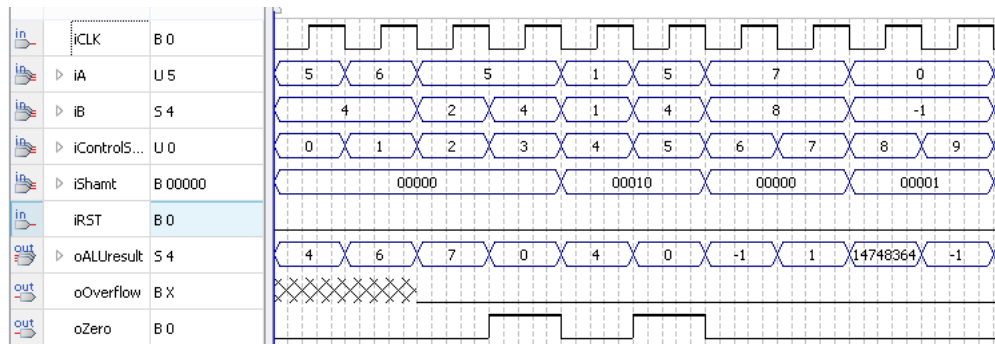 in iCLK B 0
in iA U 5 5 6 5 1 5 7 0
in iB S 4 4 2 4 1 4 8 -1
in iControlS... U 0 0 1 2 3 4 5 6 7 8 9
in iShamt B 00000 00000 00010 00000 00001
in iRST B 0
out oALUresult S 4 4 6 7 0 4 0 -1 1 14748364 -1
out oOverflow B X
out oZero B 0